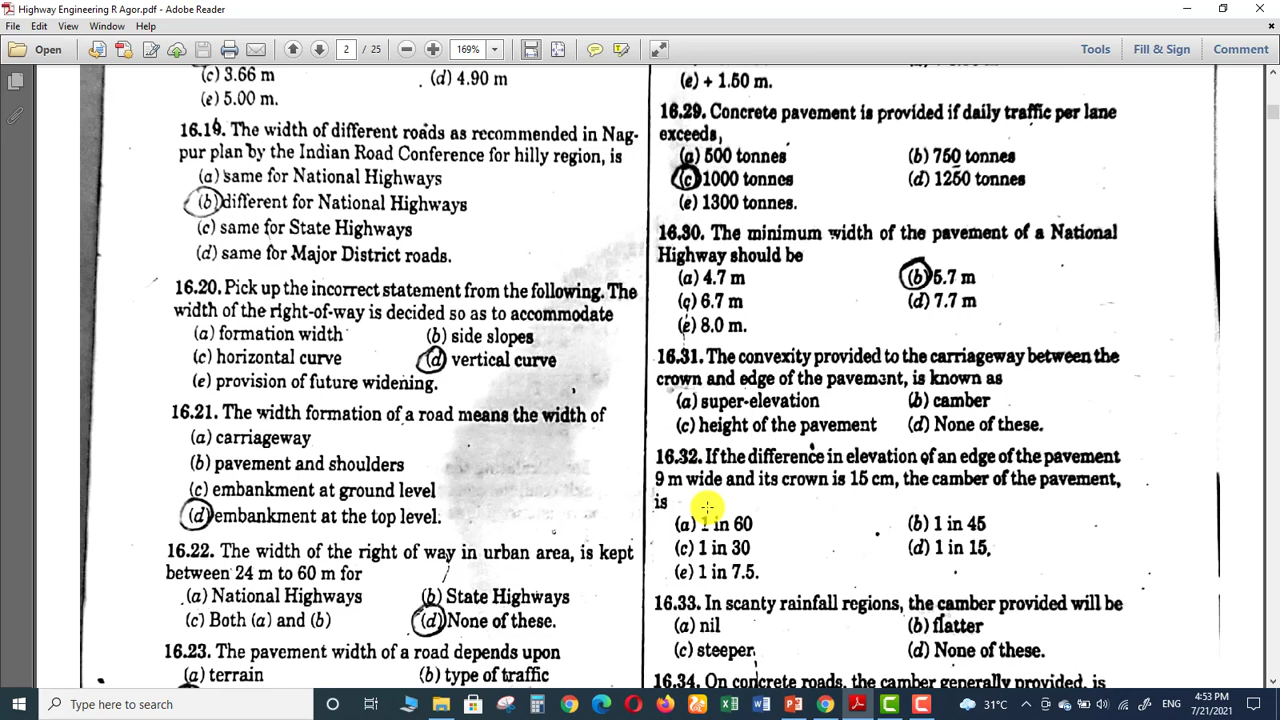 Highway Engineering R Agor.pdf - Adobe Reader
File Edit View Window Help
Open 2 / 25 169% Tools Fill & Sign Comment
(c) 3.66 m (d) 4.90 m
(e) 5.00 m.
16.19. The width of different roads as recommended in Nag-
pur plan by the Indian Road Conference for hilly region, is
(a) same for National Highways
(b) different for National Highways
(c) same for State Highways
(d) same for Major District roads.
16.20. Pick up the incorrect statement from the following. The
width of the right-of-way is decided so as to accommodate
(a) formation width (b) side slopes
(c) horizontal curve (d) vertical curve
(e) provision of future widening.
16.21. The width formation of a road means the width of
(a) carriageway
(b) pavement and shoulders
(c) embankment at ground level
(d) embankment at the top level.
16.22. The width of the right of way in urban area, is kept
between 24 m to 60 m for
(a) National Highways (b) State Highways
(c) Both (a) and (b) (d) None of these.
16.23. The pavement width of a road depends upon
(a) terrain (b) type of traffic
(e) + 1.50 m.
16.29. Concrete pavement is provided if daily traffic per lane
exceeds,
(a) 500 tonnes (b) 750 tonnes
(c) 1000 tonnes (d) 1250 tonnes
(e) 1300 tonnes.
16.30. The minimum width of the pavement of a National
Highway should be
(a) 4.7 m (b) 5.7 m
(c) 6.7 m (d) 7.7 m
(e) 8.0 m.
16.31. The convexity provided to the carriageway between the
crown and edge of the pavement, is known as
(a) super-elevation (b) camber
(c) height of the pavement (d) None of these.
16.32. If the difference in elevation of an edge of the pavement
9 m wide and its crown is 15 cm, the camber of the pavement,
is
(a) 1 in 60 (b) 1 in 45
(c) 1 in 30 (d) 1 in 15.
(e) 1 in 7.5.
16.33. In scanty rainfall regions, the camber provided will be
(a) nil (b) flatter
(c) steeper. (d) None of these.
16.34. On concrete roads, the camber generally provided, is
Type here to search
31°C ENG 4:53 PM
7/21/2021